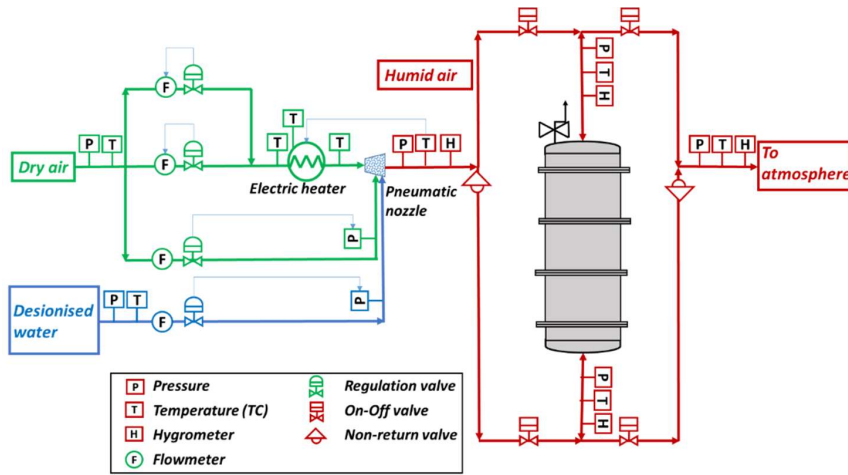 P
T
H
Humid air
F
T
T
T
P T H
P T
F
P T H
Dry air
To
atmosphere
Electric heater
Pneumatic
nozzle
P
F
P
Desionised
water
P T
F
P Pressure
T Temperature (TC)
H Hygrometer
F Flowmeter
Regulation valve
On-Off valve
Non-return valve
P
T
H